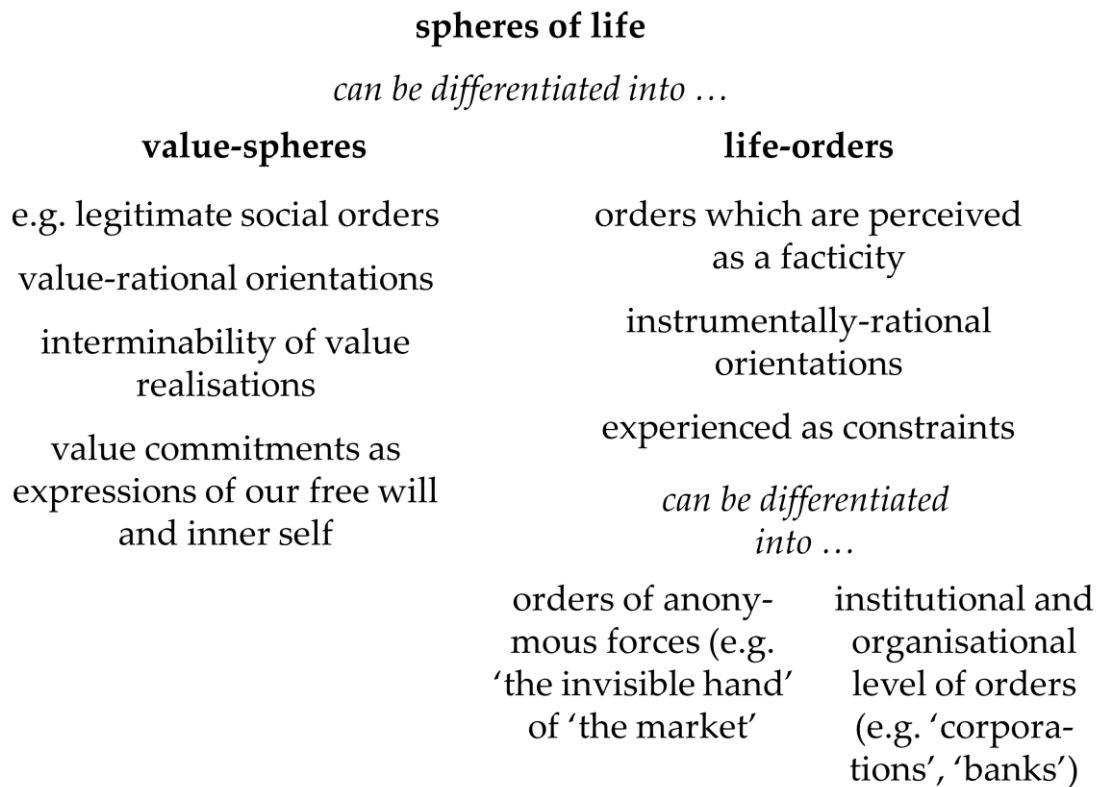 spheres of life
can be differentiated into …
value-spheres
e.g. legitimate social orders
value-rational orientations
interminability of value
realisations
value commitments as
expressions of our free will
and inner self
life-orders
orders which are perceived
as a facticity
instrumentally-rational
orientations
experienced as constraints
can be differentiated
into …
orders of anony-
mous forces (e.g.
‘the invisible hand’
of ‘the market’
institutional and
organisational
level of orders
(e.g. ‘corpora-
tions’, ‘banks’)